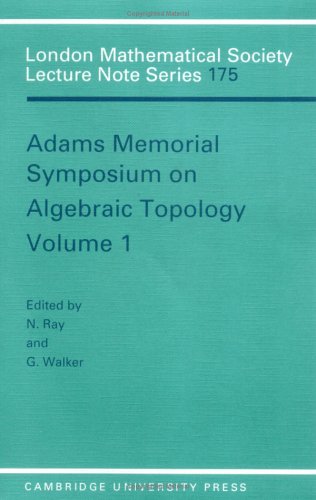 London Mathematical Society
Lecture Note Series 175
Adams Memorial
Symposium on
Algebraic Topology
Volume 1
Edited by
N. Ray
and
G. Walker
CAMBRIDGE UNIVERSITY PRESS